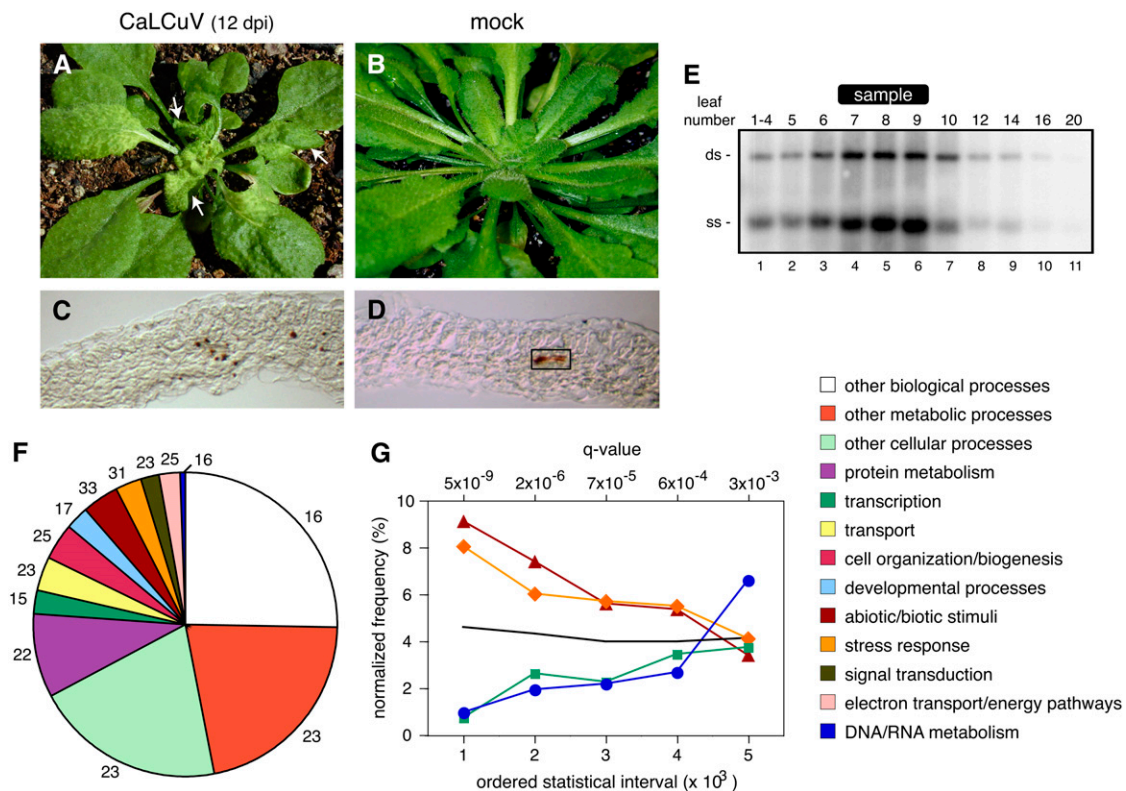 CaLCuV (12 dpi)
mock
A
B
E
sample
leaf
number
1-4 5 6 7 8 9 10 12 14 16 20
ds -
ss -
1 2 3 4 5 6 7 8 9 10 11
C
D
F
16
23
23
22
15
23
25
17
33
31
23
25
16
G
q-value
5x10⁻⁹ 2x10⁻⁶ 7x10⁻⁵ 6x10⁻⁴ 3x10⁻³
normalized frequency (%)
10
8
6
4
2
0
1 2 3 4 5
ordered statistical interval (x 10³)
other biological processes
other metabolic processes
other cellular processes
protein metabolism
transcription
transport
cell organization/biogenesis
developmental processes
abiotic/biotic stimuli
stress response
signal transduction
electron transport/energy pathways
DNA/RNA metabolism